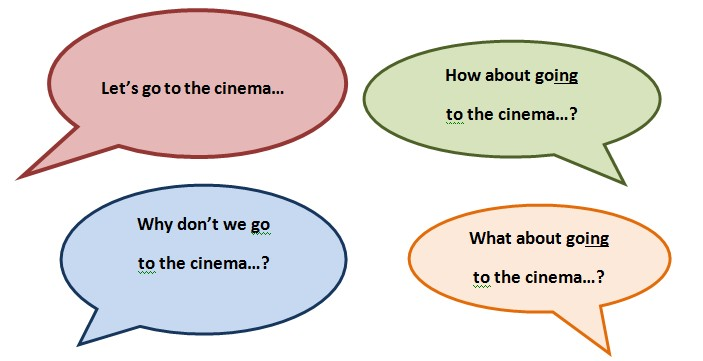 Let's go to the cinema...
How about going
to the cinema...?
Why don't we go
to the cinema...?
What about going
to the cinema...?